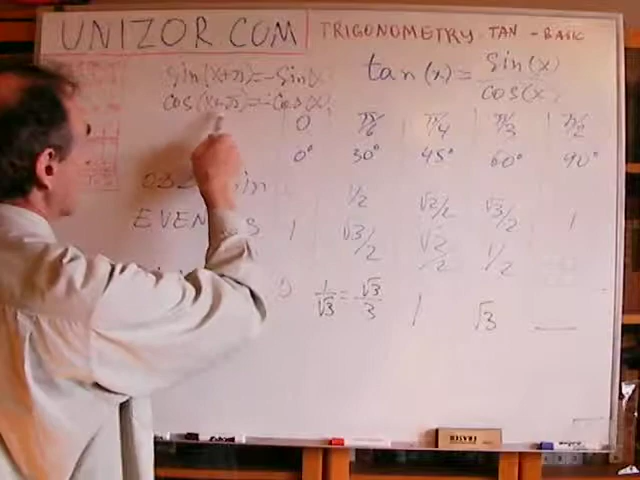 UNIZOR.COM TRIGONOMETRY - TAN - BASIC
sin(x+π)=-sin(x)
cos(x+π)=-cos(x)
tan(x) = sin(x)/cos(x)
0 π/6 π/4 π/3 π/2
0° 30° 45° 60° 90°
ODD sin 1/2 √2/2 √3/2 1
EVEN 1 √3/2 √2/2 1/2
0 1/√3 = √3/3 1 √3 —